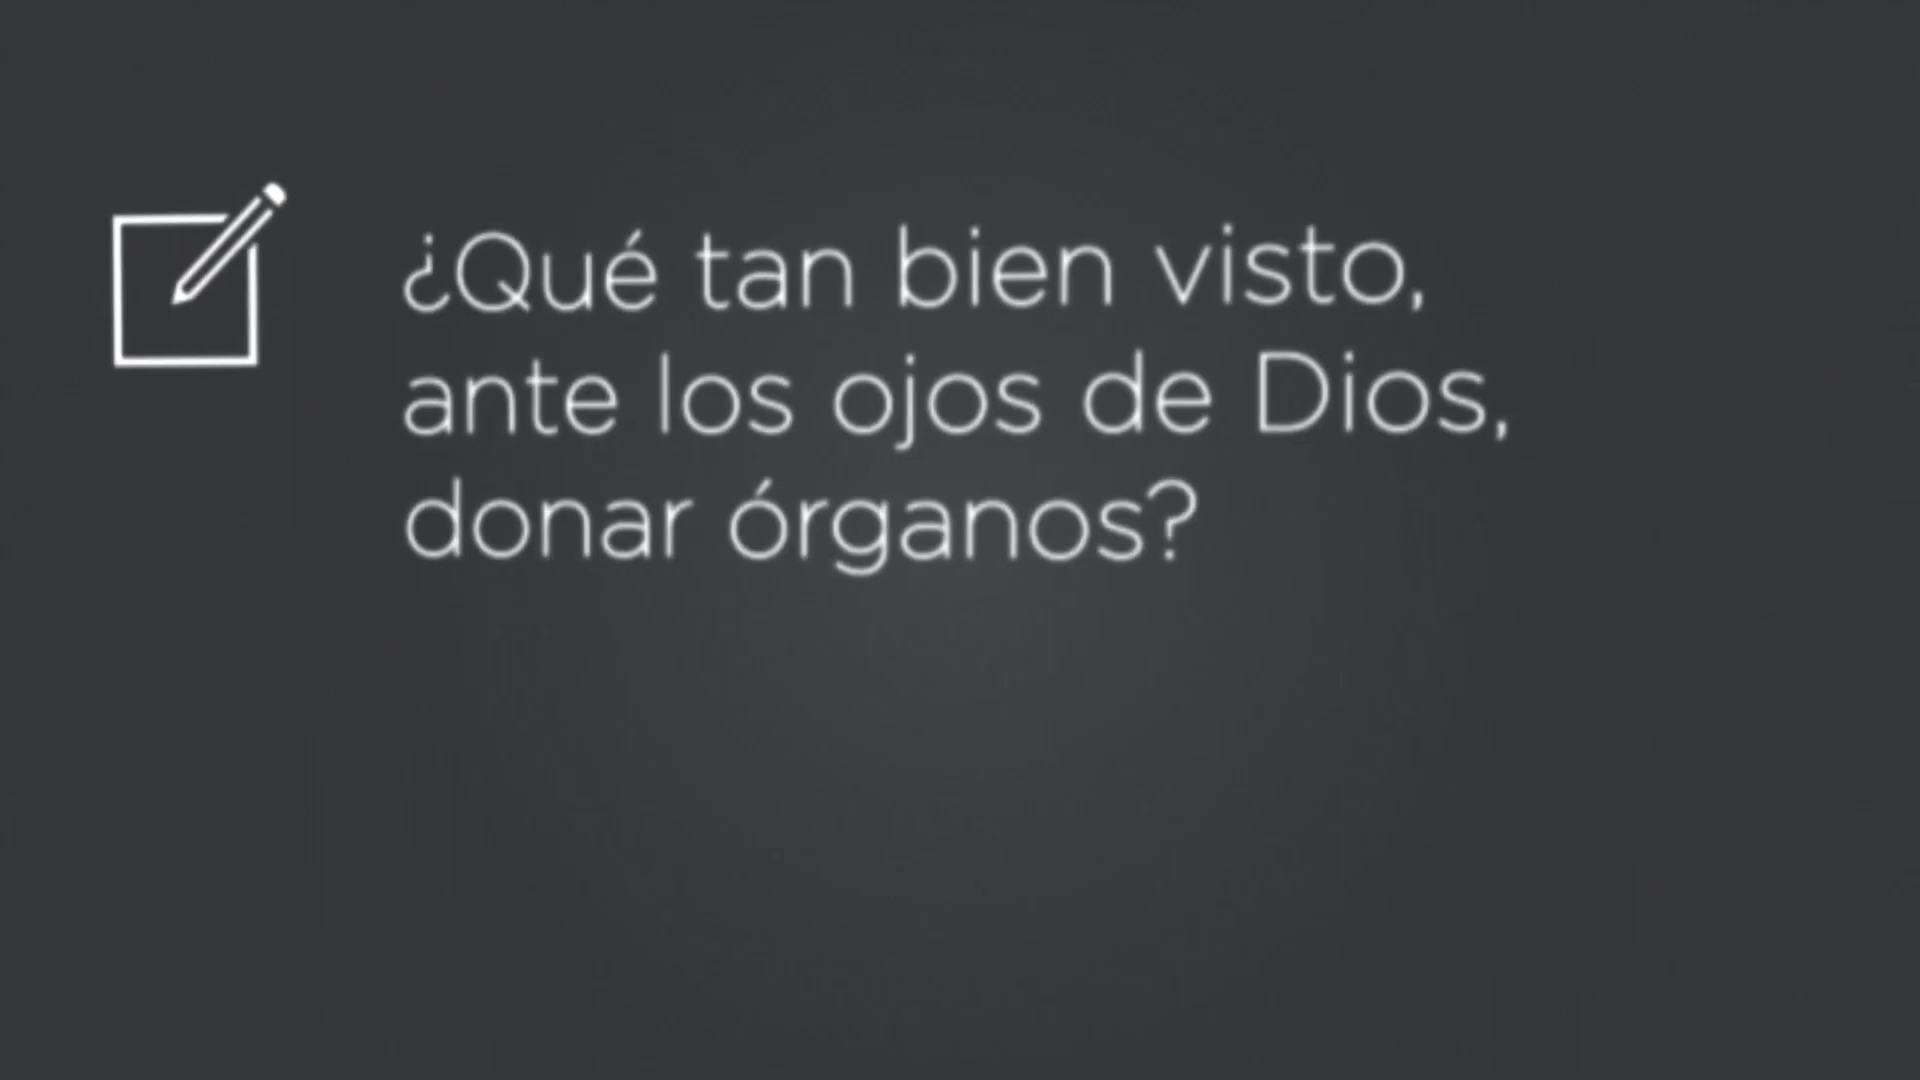 ¿Qué tan bien visto,
ante los ojos de Dios,
donar órganos?